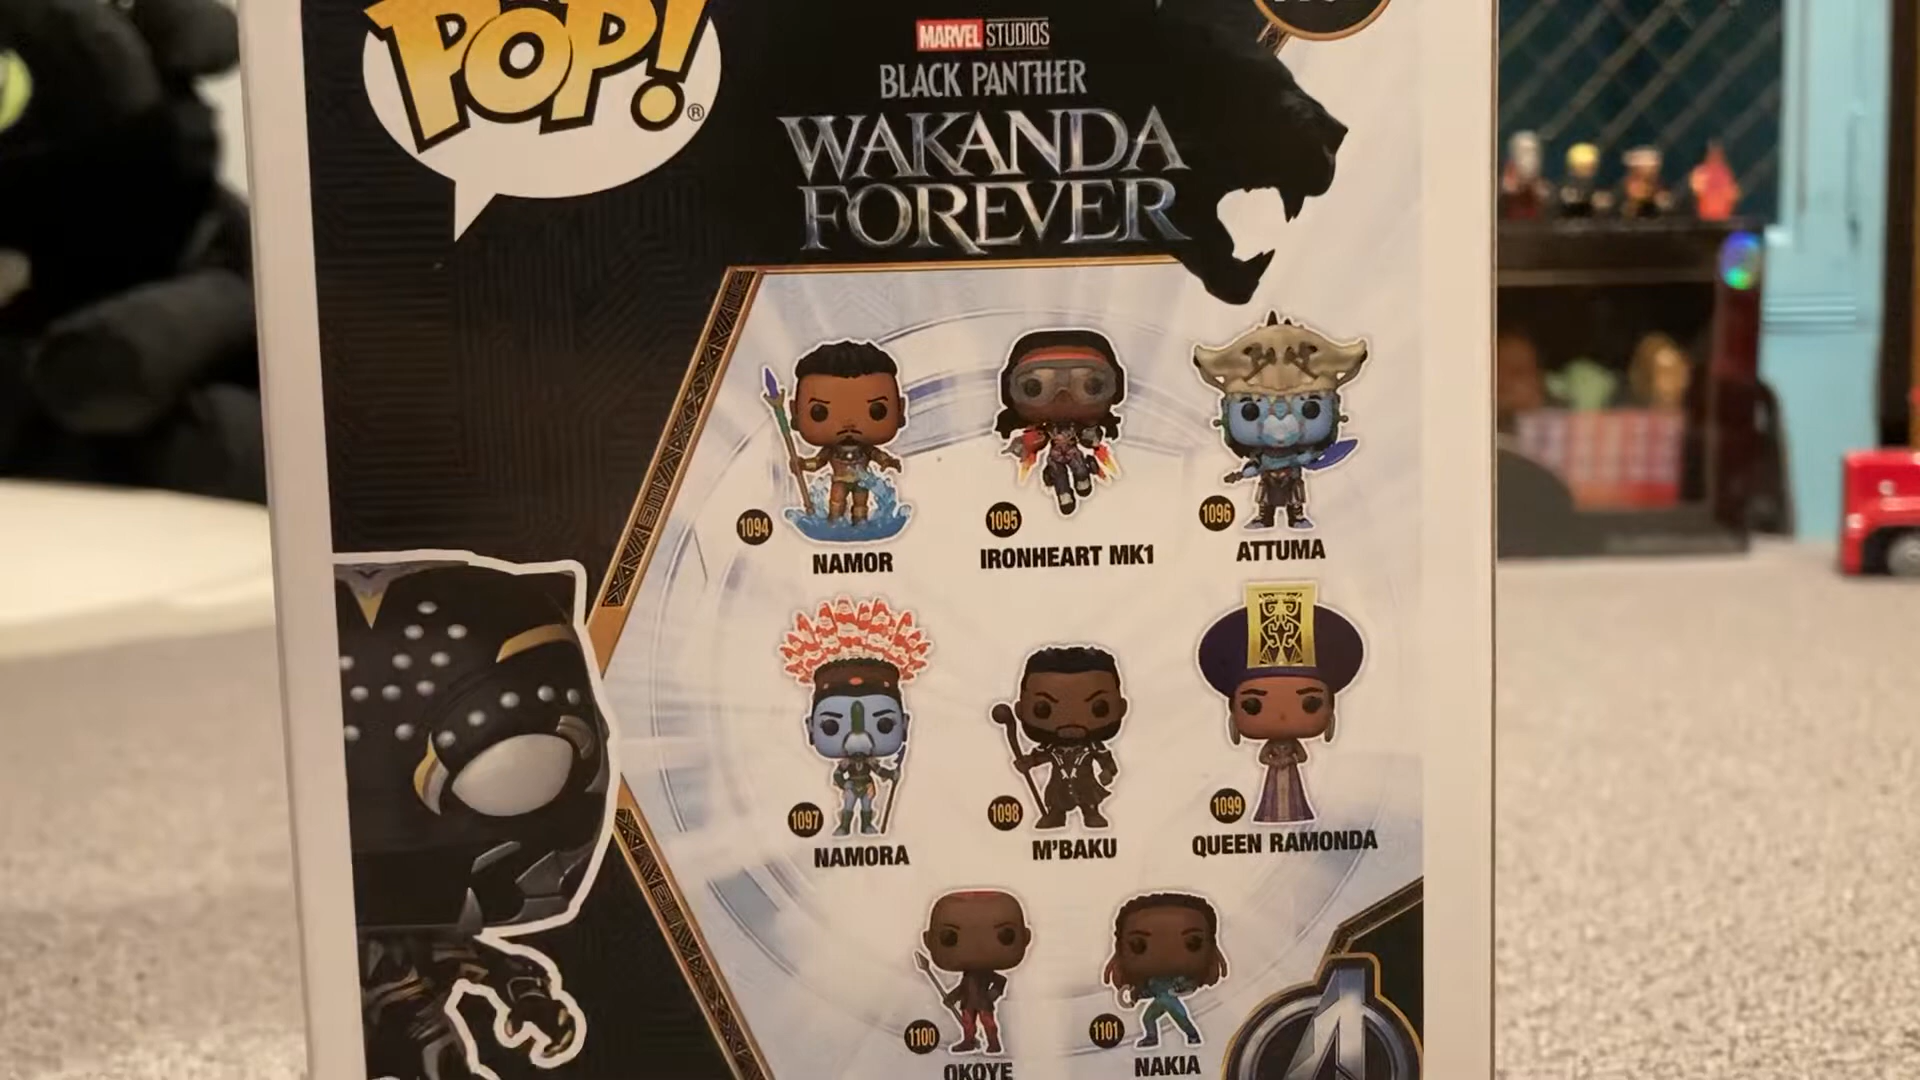 POP!®
MARVEL STUDIOS
BLACK PANTHER
WAKANDA
FOREVER
1094
NAMOR
1095
IRONHEART MK1
1096
ATTUMA
1097
NAMORA
1098
M'BAKU
1099
QUEEN RAMONDA
1100
OKOYE
1101
NAKIA